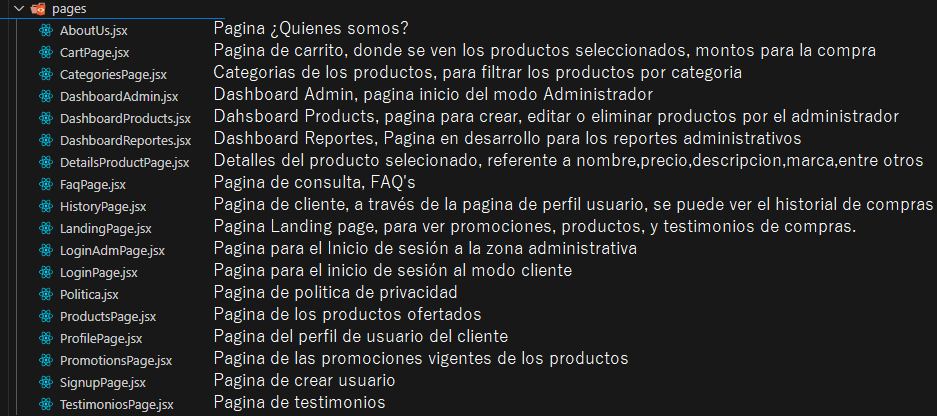 pages
AboutUs.jsx Pagina ¿Quienes somos?
CartPage.jsx Pagina de carrito, donde se ven los productos seleccionados, montos para la compra
CategoriesPage.jsx Categorias de los productos, para filtrar los productos por categoria
DashboardAdmin.jsx Dashboard Admin, pagina inicio del modo Administrador
DashboardProducts.jsx Dahsboard Products, pagina para crear, editar o eliminar productos por el administrador
DashboardReportes.jsx Dashboard Reportes, Pagina en desarrollo para los reportes administrativos
DetailsProductPage.jsx Detalles del producto selecionado, referente a nombre,precio,descripcion,marca,entre otros
FaqPage.jsx Pagina de consulta, FAQ's
HistoryPage.jsx Pagina de cliente, a través de la pagina de perfil usuario, se puede ver el historial de compras
LandingPage.jsx Pagina Landing page, para ver promociones, productos, y testimonios de compras.
LoginAdmPage.jsx Pagina para el Inicio de sesión a la zona administrativa
LoginPage.jsx Pagina para el inicio de sesión al modo cliente
Politica.jsx Pagina de politica de privacidad
ProductsPage.jsx Pagina de los productos ofertados
ProfilePage.jsx Pagina del perfil de usuario del cliente
PromotionsPage.jsx Pagina de las promociones vigentes de los productos
SignupPage.jsx Pagina de crear usuario
TestimoniosPage.jsx Pagina de testimonios